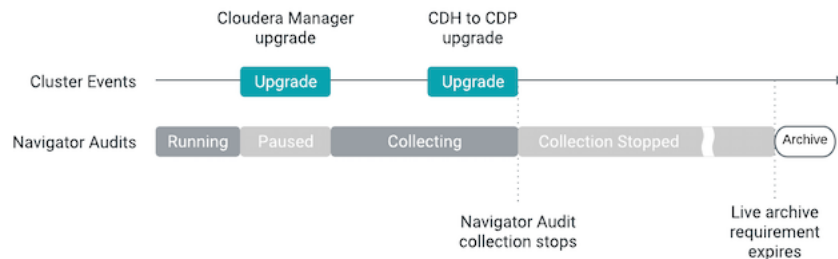 Cloudera Manager
upgrade
CDH to CDP
upgrade
Cluster Events
Upgrade
Upgrade
Navigator Audits
Running
Paused
Collecting
Collection Stopped
Archive
Navigator Audit
collection stops
Live archive
requirement
expires